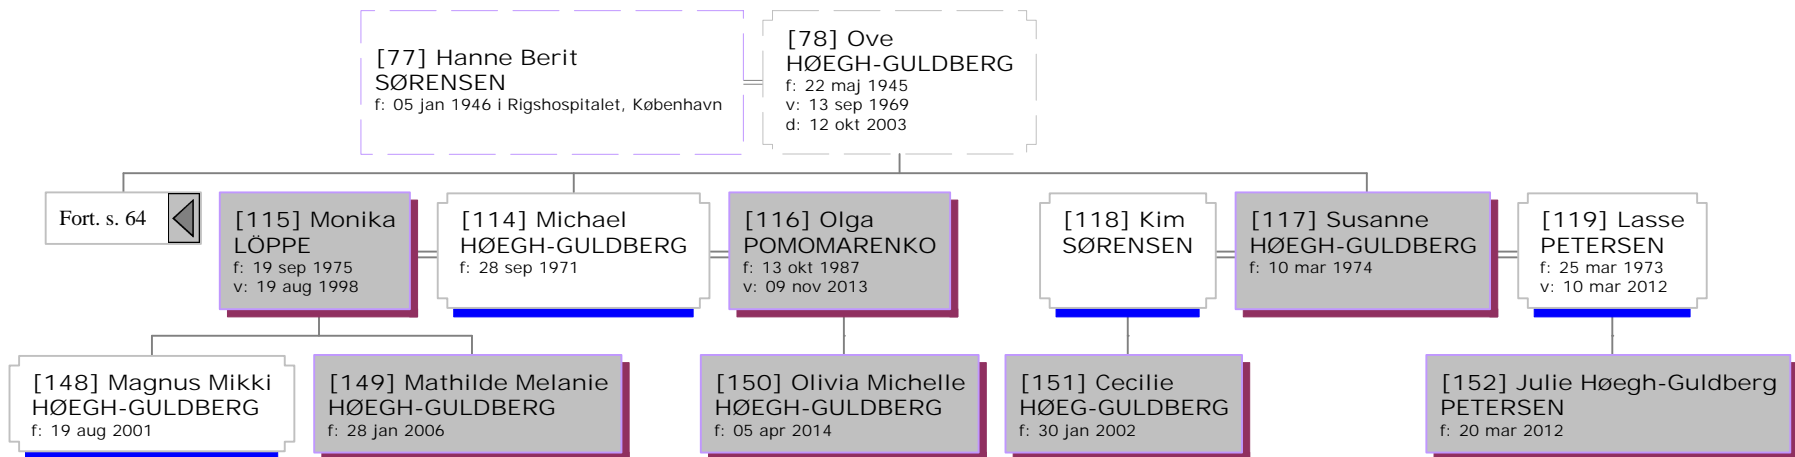 [77] Hanne Berit
SØRENSEN
f: 05 jan 1946 i Rigshospitalet, København
[78] Ove
HØEGH-GULDBERG
f: 22 maj 1945
v: 13 sep 1969
d: 12 okt 2003
Fort. s. 64
[115] Monika
LÖPPE
f: 19 sep 1975
v: 19 aug 1998
[114] Michael
HØEGH-GULDBERG
f: 28 sep 1971
[116] Olga
POMOMARENKO
f: 13 okt 1987
v: 09 nov 2013
[118] Kim
SØRENSEN
[117] Susanne
HØEGH-GULDBERG
f: 10 mar 1974
[119] Lasse
PETERSEN
f: 25 mar 1973
v: 10 mar 2012
[148] Magnus Mikki
HØEGH-GULDBERG
f: 19 aug 2001
[149] Mathilde Melanie
HØEGH-GULDBERG
f: 28 jan 2006
[150] Olivia Michelle
HØEGH-GULDBERG
f: 05 apr 2014
[151] Cecilie
HØEG-GULDBERG
f: 30 jan 2002
[152] Julie Høegh-Guldberg
PETERSEN
f: 20 mar 2012